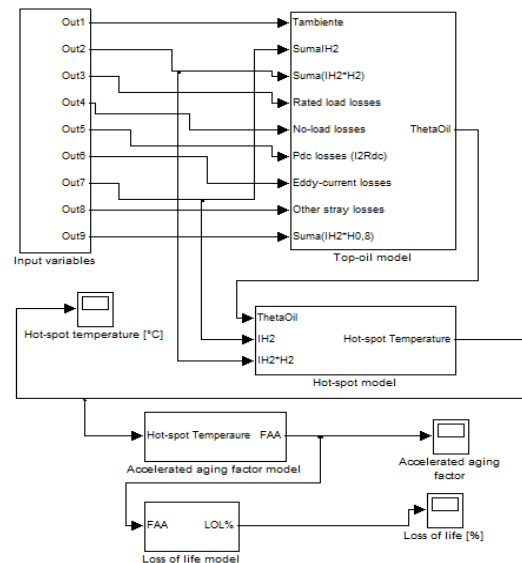 Out1
Out2
Out3
Out4
Out5
Out6
Out7
Out8
Out9
Input variables
Tambiente
SumaIH2
Suma(IH2*H2)
Rated load losses
No-load losses
Pdc losses (I2Rdc)
Eddy-current losses
Other stray losses
Suma(IH2*H0,8)
ThetaOil
Top-oil model
Hot-spot temperature [°C]
ThetaOil
IH2
IH2*H2
Hot-spot Temperature
Hot-spot model
Hot-spot Temperaure FAA
Accelerated aging factor model
Accelerated aging
factor
FAA LOL%
Loss of life model
Loss of life [%]